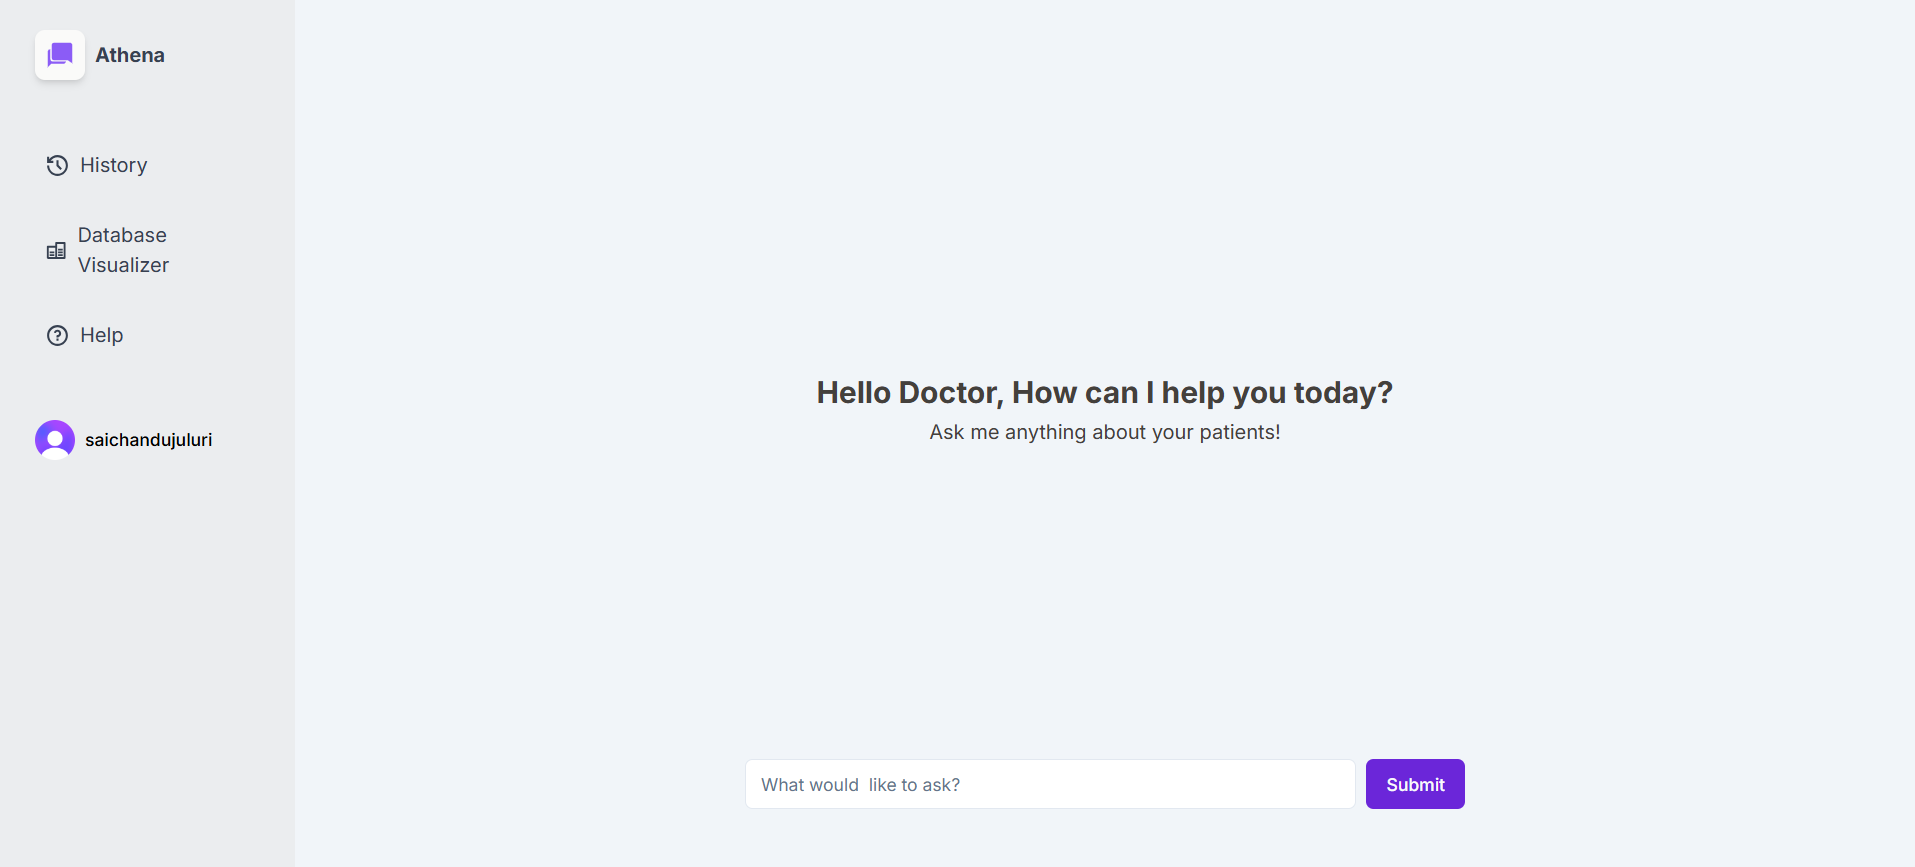 Athena
History
Database
Visualizer
Help
saichandujuluri
Hello Doctor, How can I help you today?
Ask me anything about your patients!
What would  like to ask?
Submit